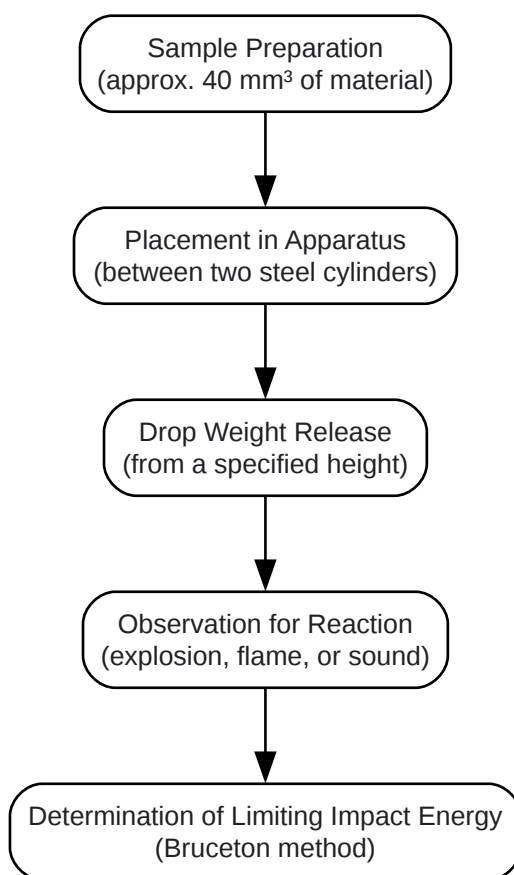 Sample Preparation
(approx. 40 mm³ of material)
Placement in Apparatus
(between two steel cylinders)
Drop Weight Release
(from a specified height)
Observation for Reaction
(explosion, flame, or sound)
Determination of Limiting Impact Energy
(Bruceton method)